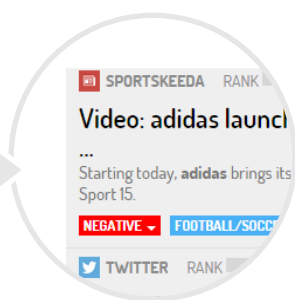 SPORTSKEEDA RANK
Video: adidas launch
...
Starting today, adidas brings its
Sport 15.
NEGATIVE FOOTBALL/SOCC
TWITTER RANK